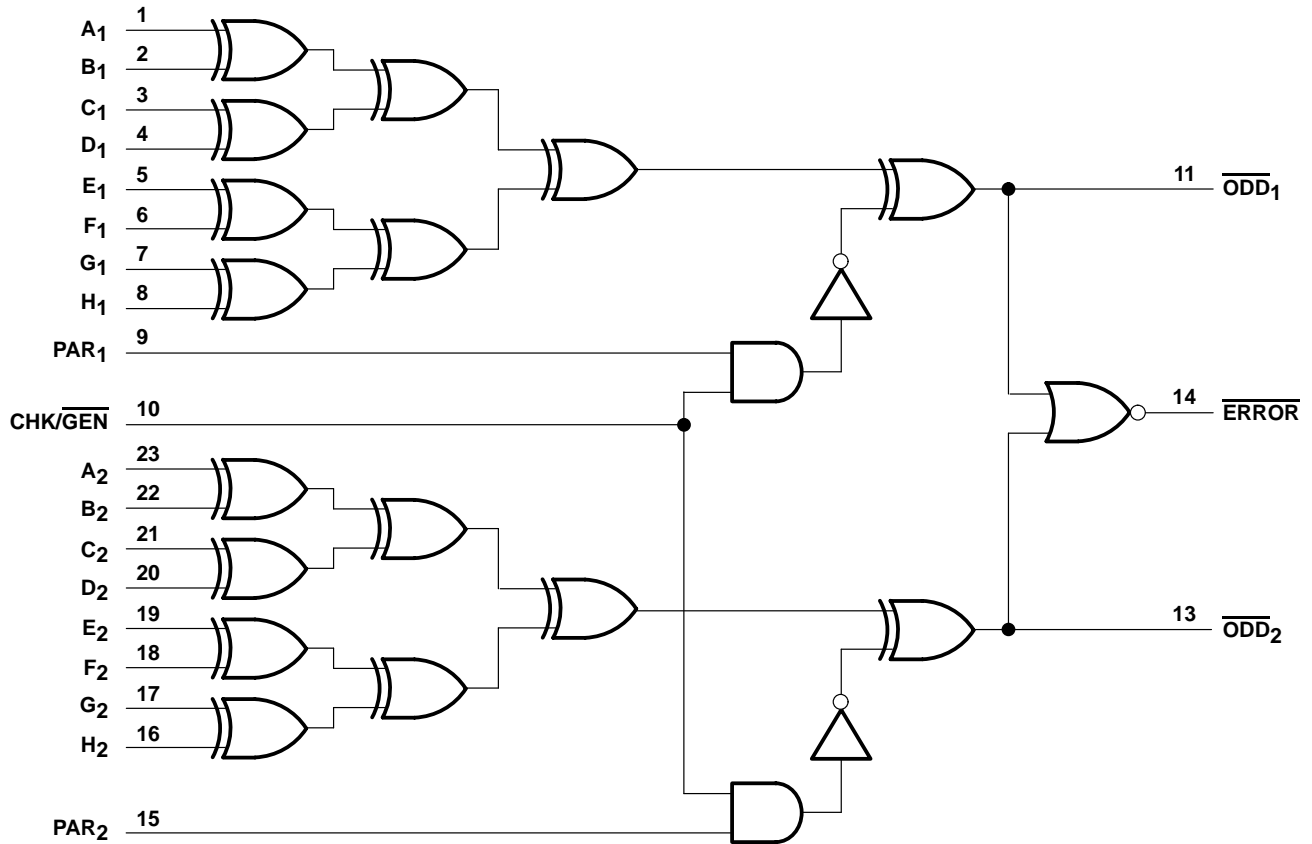 A1 1
B1 2
C1 3
D1 4
E1 5
F1 6
G1 7
H1 8
PAR1 9
CHK/GEN 10
A2 23
B2 22
C2 21
D2 20
E2 19
F2 18
G2 17
H2 16
PAR2 15
11 ODD1
14 ERROR
13 ODD2